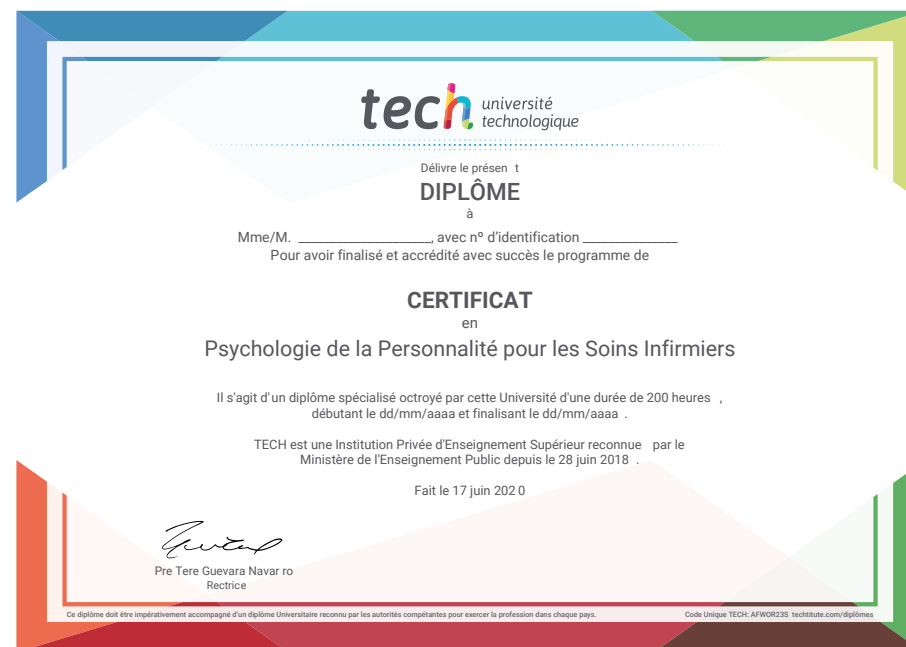 tech université
technologique
Délivre le présen t
DIPLÔME
à
Mme/M. ____________________, avec nº d'identification ______________
Pour avoir finalisé et accrédité avec succès le programme de
CERTIFICAT
en
Psychologie de la Personnalité pour les Soins Infirmiers
Il s'agit d'un diplôme spécialisé octroyé par cette Université d'une durée de 200 heures ,
débutant le dd/mm/aaaa et finalisant le dd/mm/aaaa .
TECH est une Institution Privée d'Enseignement Supérieur reconnue par le
Ministère de l'Enseignement Public depuis le 28 juin 2018 .
Fait le 17 juin 202 0
Pre Tere Guevara Navar ro
Rectrice
Ce diplôme doit être impérativement accompagné d'un diplôme Universitaire reconnu par les autorités compétantes pour exercer la profession dans chaque pays.
Code Unique TECH: AFWOR23S techtitute.com/diplômes